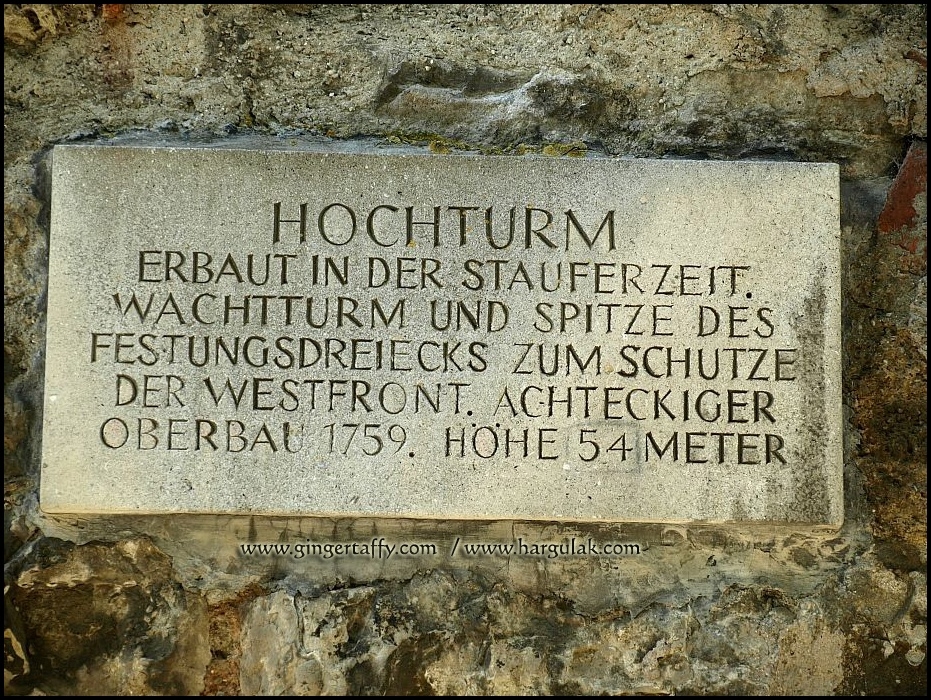 HOCHTURM
ERBAUT IN DER STAUFERZEIT.
WACHTTURM UND SPITZE DES
FESTUNGSDREIECKS ZUM SCHUTZE
DER WESTFRONT. ACHTECKIGER
OBERBAU 1759. HÖHE 54 METER
www.gingertaffy.com / www.hargulak.com